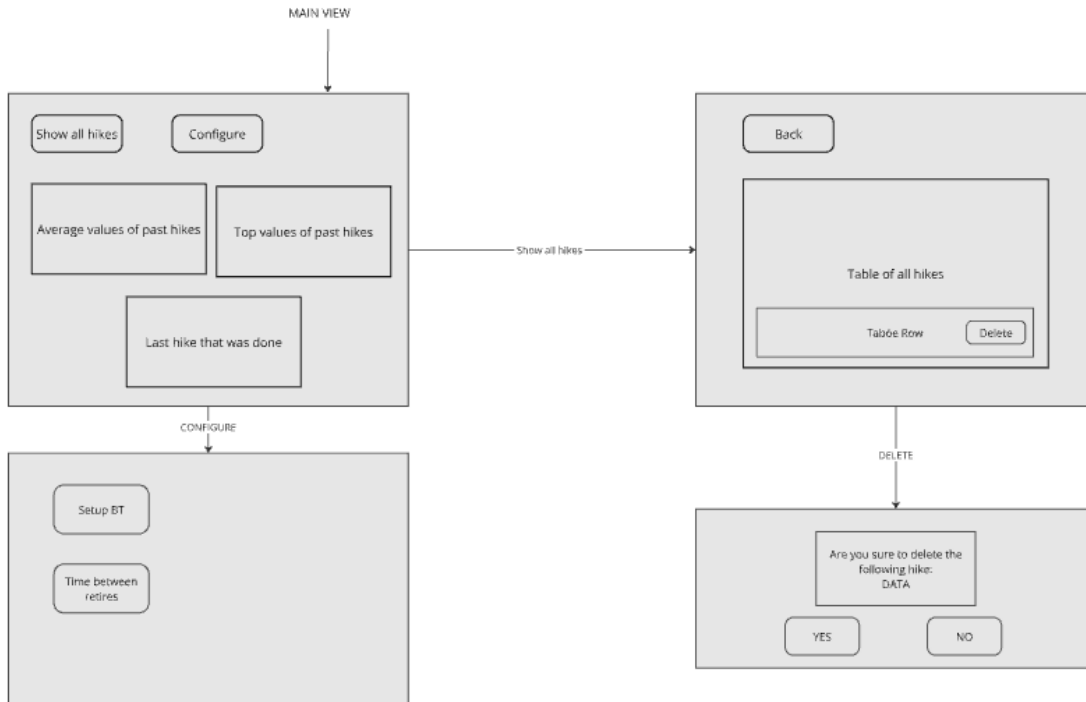 MAIN VIEW
Show all hikes
Configure
Average values of past hikes
Top values of past hikes
Last hike that was done
Show all hikes
Back
Table of all hikes
Taböe Row
Delete
CONFIGURE
Setup BT
Time between
retires
DELETE
Are you sure to delete the
following hike:
DATA
YES
NO